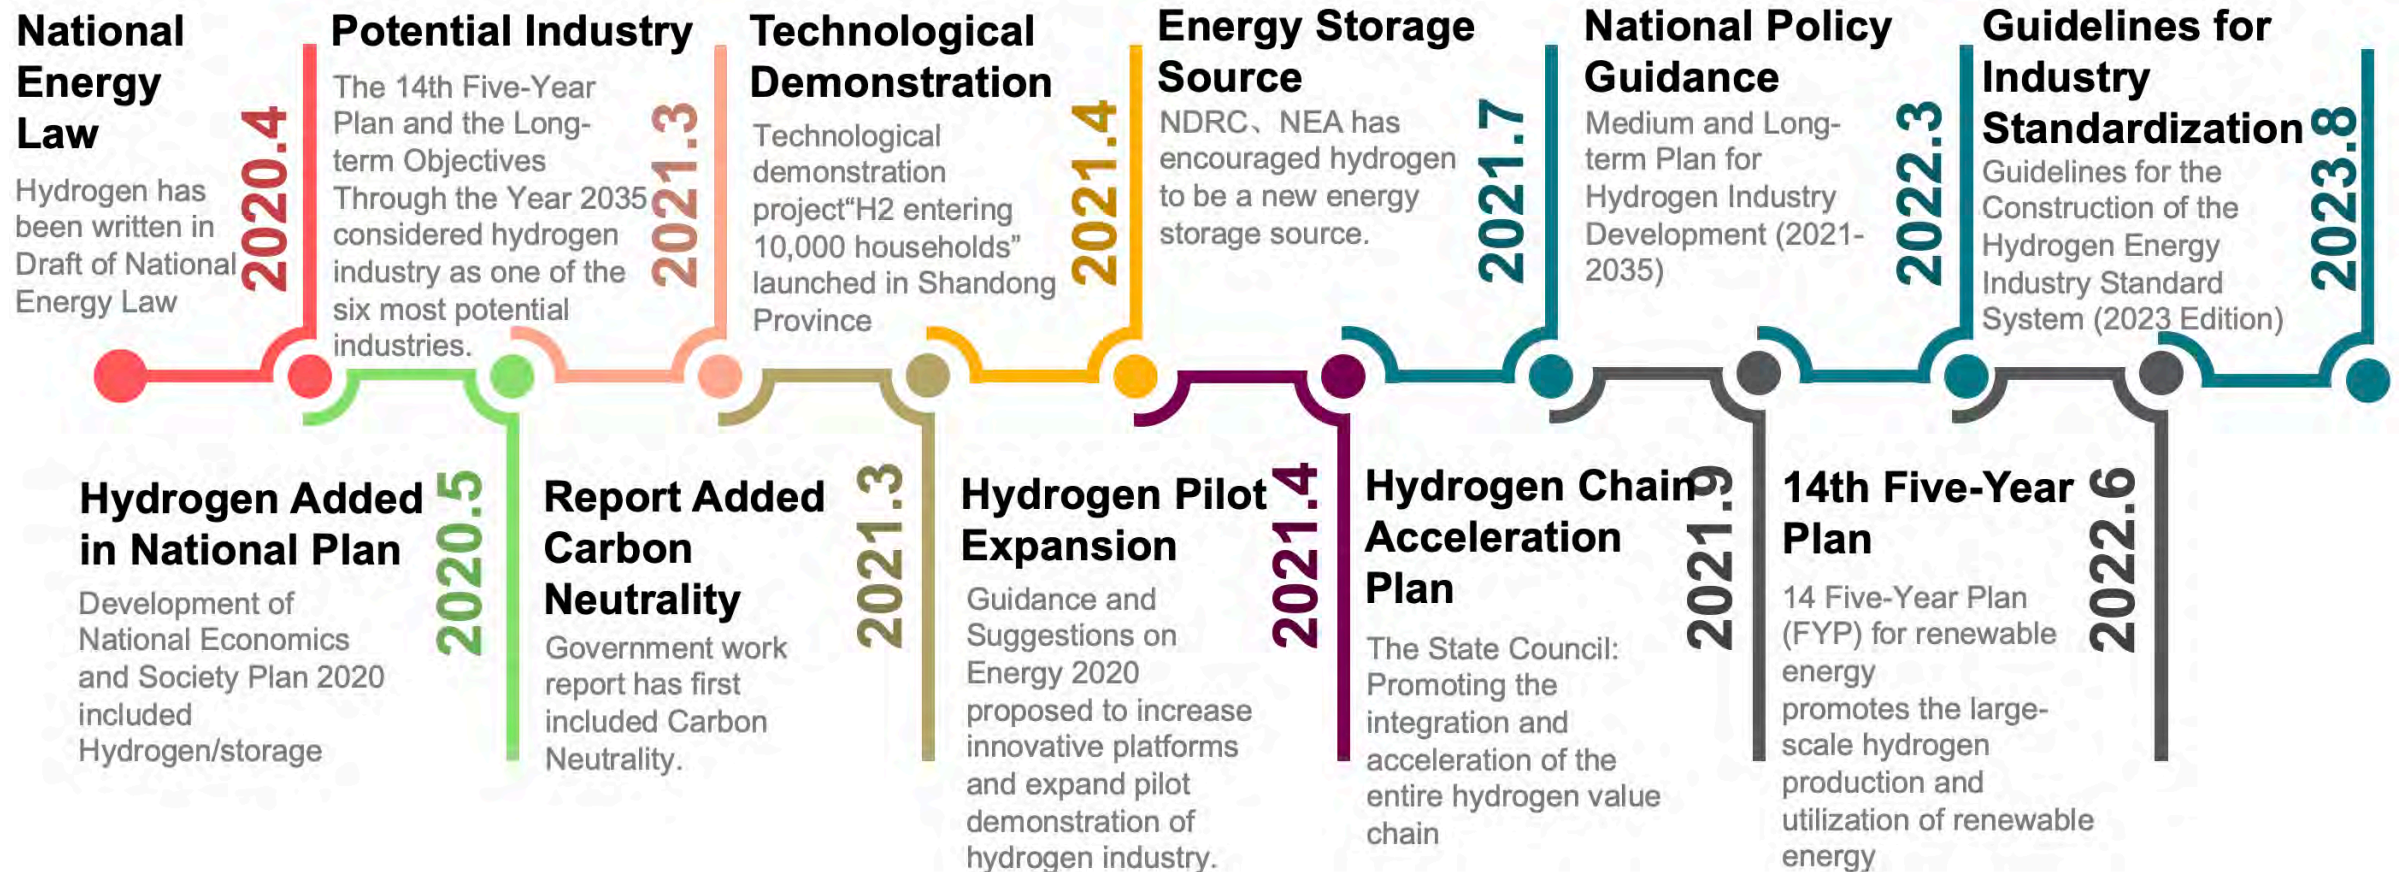 National
Energy
Law
Hydrogen has
been written in
Draft of National
Energy Law
2020.4
Hydrogen Added
in National Plan
Development of
National Economics
and Society Plan 2020
included
Hydrogen/storage
2020.5
Potential Industry
The 14th Five-Year
Plan and the Long-
term Objectives
Through the Year 2035
considered hydrogen
industry as one of the
six most potential
industries.
2021.3
Report Added
Carbon
Neutrality
Government work
report has first
included Carbon
Neutrality.
2021.3
Technological
Demonstration
Technological
demonstration
project“H2 entering
10,000 households”
launched in Shandong
Province
2021.4
Hydrogen Pilot
Expansion
Guidance and
Suggestions on
Energy 2020
proposed to increase
innovative platforms
and expand pilot
demonstration of
hydrogen industry.
2021.4
Energy Storage
Source
NDRC、NEA has
encouraged hydrogen
to be a new energy
storage source.
2021.7
Hydrogen Chain
Acceleration
Plan
The State Council:
Promoting the
integration and
acceleration of the
entire hydrogen value
chain
2021.9
National Policy
Guidance
Medium and Long-
term Plan for
Hydrogen Industry
Development (2021-
2035)
2022.3
14th Five-Year
Plan
14 Five-Year Plan
(FYP) for renewable
energy
promotes the large-
scale hydrogen
production and
utilization of renewable
energy
2022.6
Guidelines for
Industry
Standardization
Guidelines for the
Construction of the
Hydrogen Energy
Industry Standard
System (2023 Edition)
2023.8